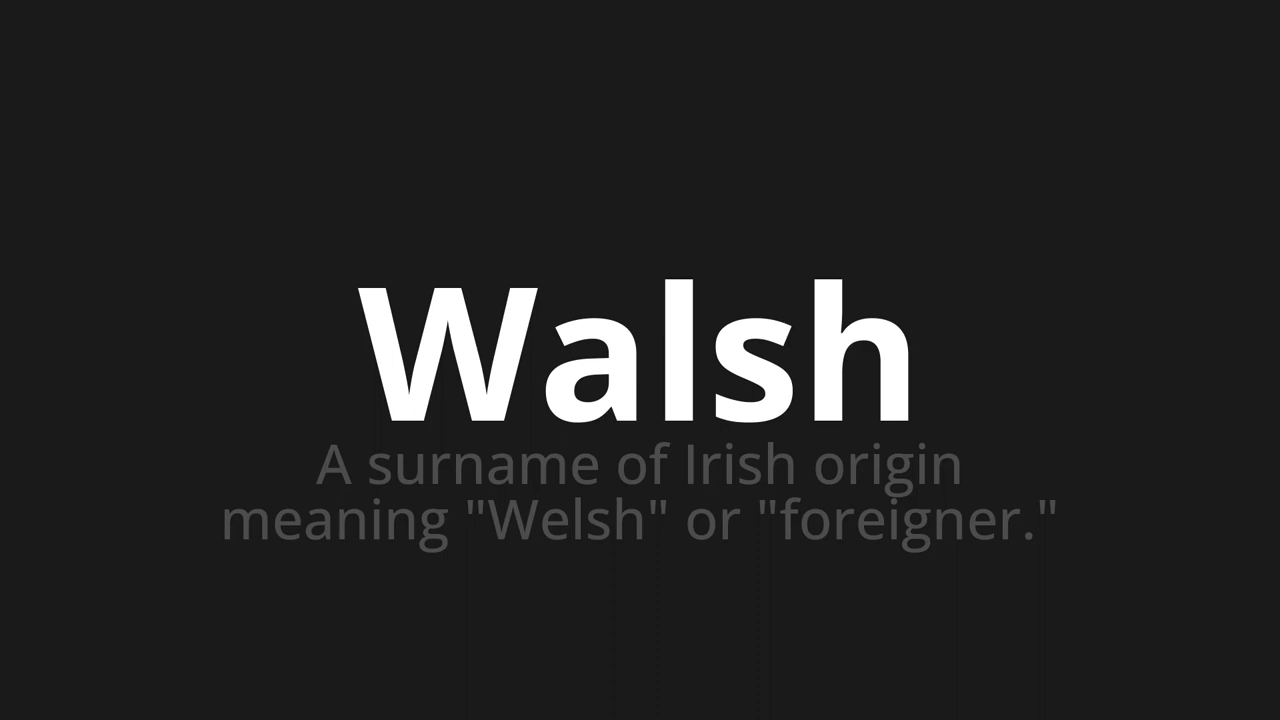 Walsh
A surname of Irish origin
meaning "Welsh" or "foreigner."